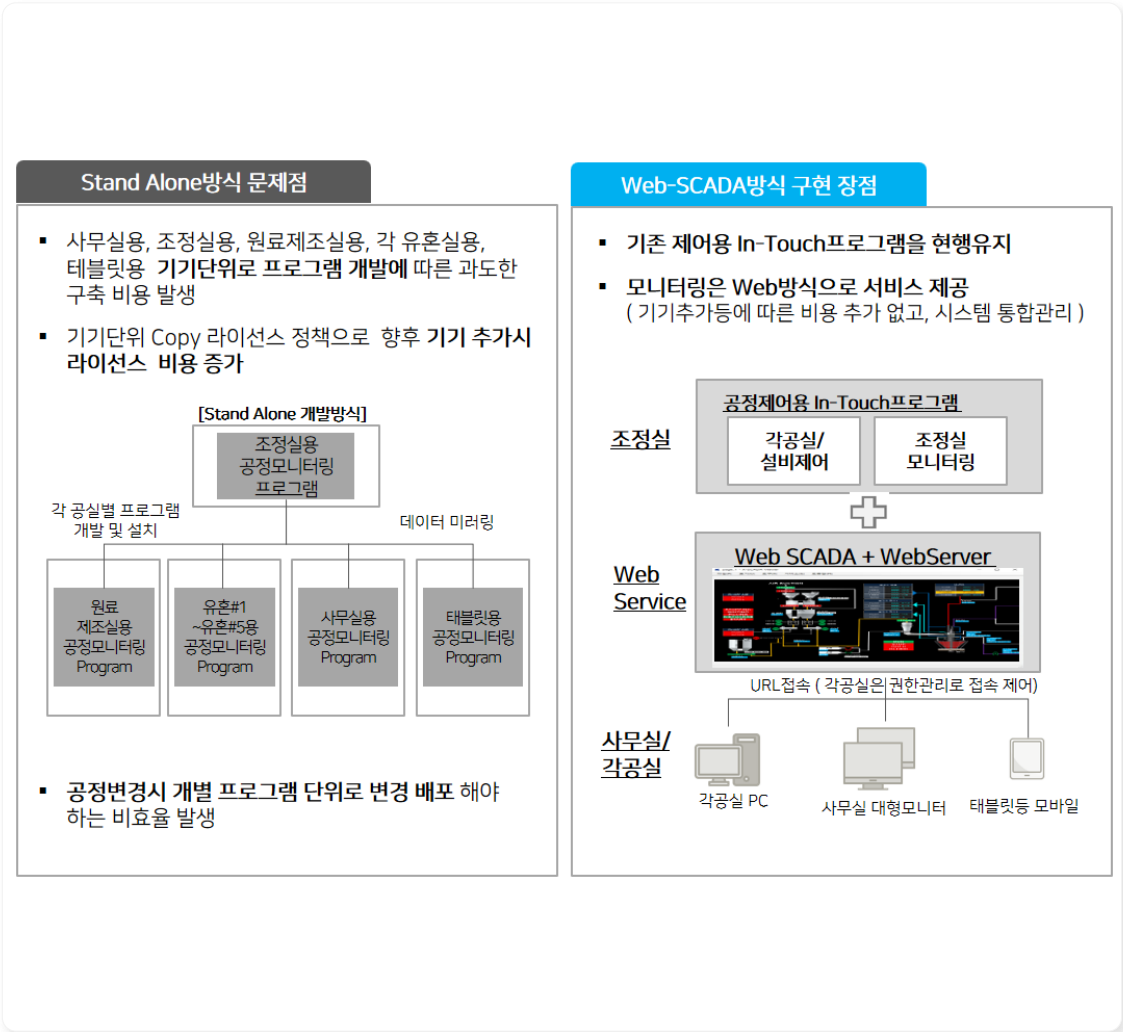 Stand Alone방식 문제점
▪ 사무실용, 조정실용, 원료제조실용, 각 유혼실용,
테블릿용 기기단위로 프로그램 개발에 따른 과도한
구축 비용 발생
▪ 기기단위 Copy 라이선스 정책으로 향후 기기 추가시
라이선스 비용 증가
[Stand Alone 개발방식]
조정실용
공정모니터링
프로그램
각 공실별 프로그램
개발 및 설치
데이터 미러링
원료
제조실용
공정모니터링
Program
유혼#1
~유혼#5용
공정모니터링
Program
사무실용
공정모니터링
Program
태블릿용
공정모니터링
Program
▪ 공정변경시 개별 프로그램 단위로 변경 배포 해야
하는 비효율 발생
Web-SCADA방식 구현 장점
▪ 기존 제어용 In-Touch프로그램을 현행유지
▪ 모니터링은 Web방식으로 서비스 제공
( 기기추가등에 따른 비용 추가 없고, 시스템 통합관리 )
조정실
공정제어용 In-Touch프로그램
각공실/
설비제어
조정실
모니터링
Web
Service
Web SCADA + WebServer
URL접속 ( 각공실은 권한관리로 접속 제어)
사무실/
각공실
각공실 PC
사무실 대형모니터
태블릿등 모바일